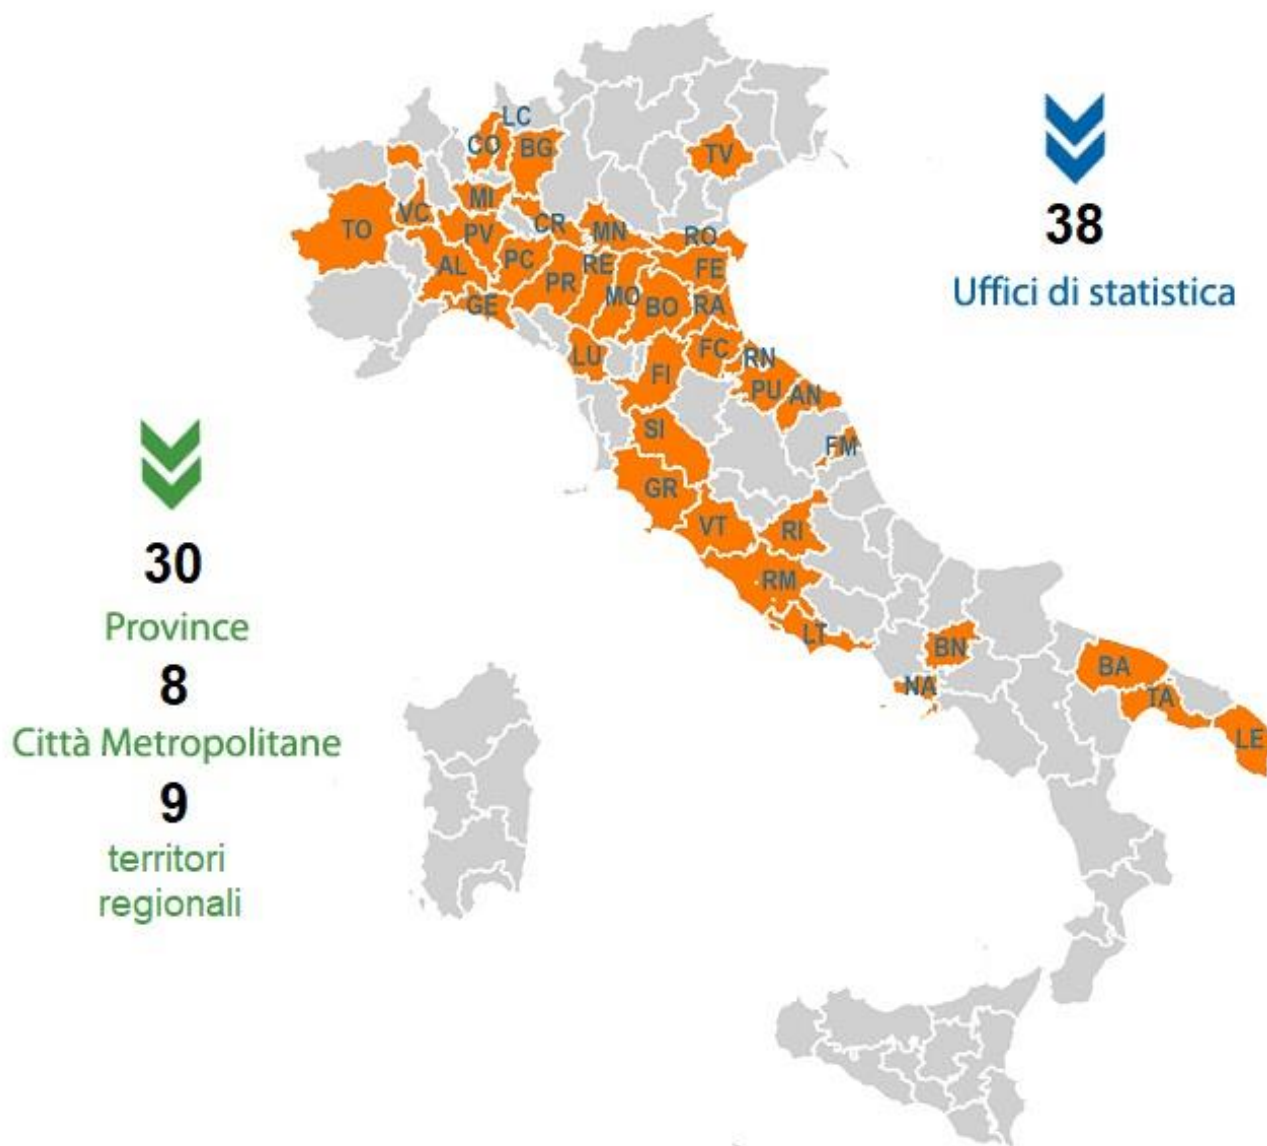 LC
CO
BG
TV
MI
VC
TO
PV
CR
MN
RO
AL
PC
RE
FE
PR
MO
BO
RA
GE
LU
FI
FC
RN
PU
AN
SI
FM
GR
VT
RI
RM
LT
BN
NA
BA
TA
LE
38
Uffici di statistica
30
Province
8
Città Metropolitane
9
territori
regionali